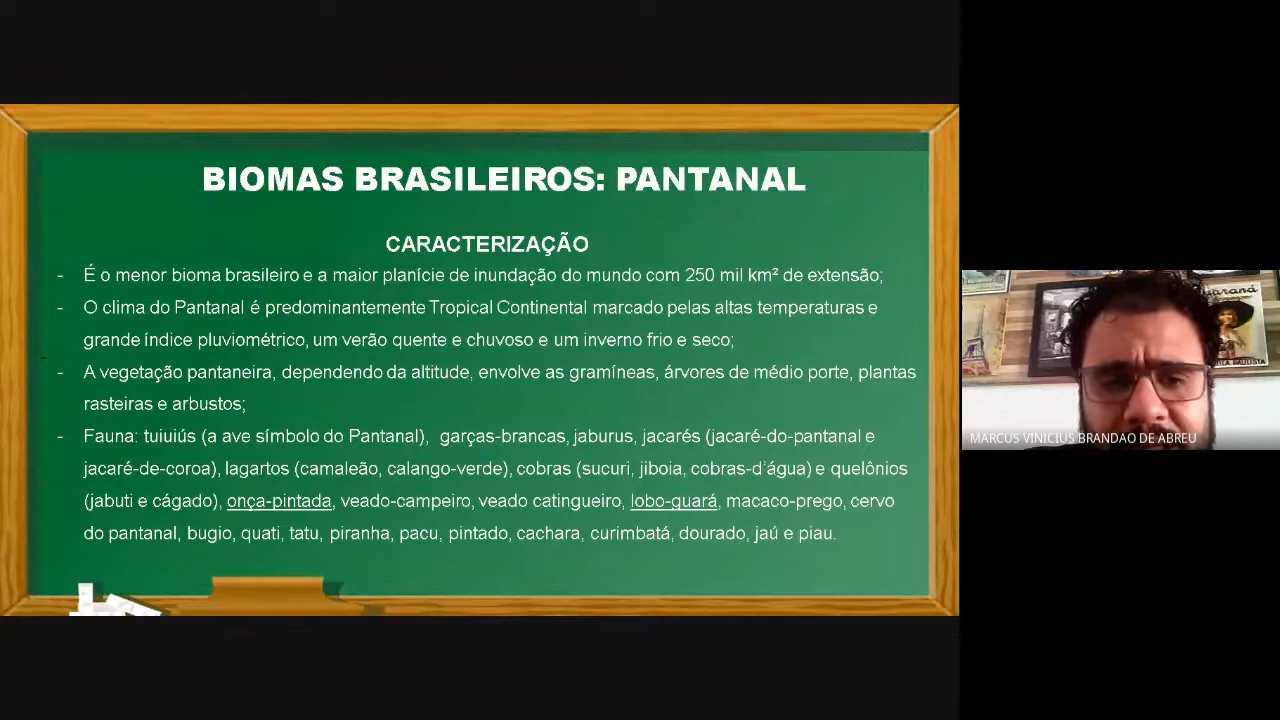 BIOMAS BRASILEIROS: PANTANAL
CARACTERIZAÇÃO
- É o menor bioma brasileiro e a maior planície de inundação do mundo com 250 mil km² de extensão;
- O clima do Pantanal é predominantemente Tropical Continental marcado pelas altas temperaturas e
grande índice pluviométrico, um verão quente e chuvoso e um inverno frio e seco;
- A vegetação pantaneira, dependendo da altitude, envolve as gramíneas, árvores de médio porte, plantas
rasteiras e arbustos;
- Fauna: tuiuiús (a ave símbolo do Pantanal), garças-brancas, jaburus, jacarés (jacaré-do-pantanal e
jacaré-de-coroa), lagartos (camaleão, calango-verde), cobras (sucuri, jiboia, cobras-d'água) e quelônios
(jabuti e cágado), onça-pintada, veado-campeiro, veado catingueiro, lobo-guará, macaco-prego, cervo
do pantanal, bugio, quati, tatu, piranha, pacu, pintado, cachara, curimbatá, dourado, jaú e piau.
MARCUS VINICIUS BRANDAO DE ABREU